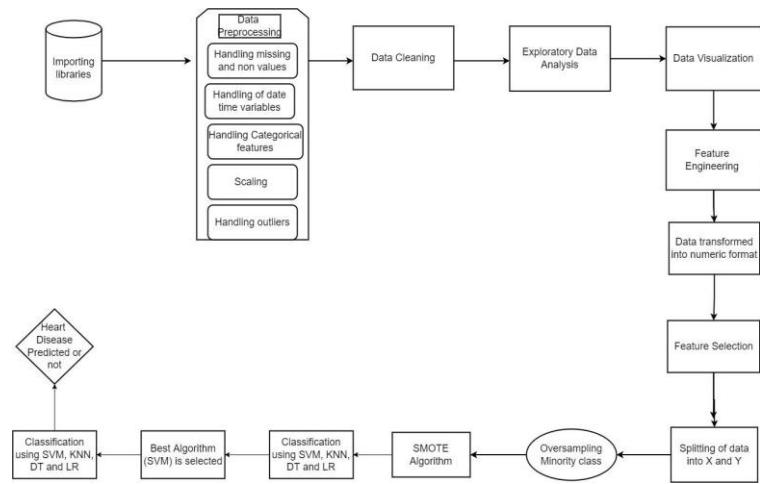 Importing
libraries
Data
Preprocessing
Handling missing
and non values
Handling of date
time variables
Handling Categorical
features
Scaling
Handling outliers
Data Cleaning
Exploratory Data
Analysis
Data Visualization
Feature
Engineering
Data transformed
into numeric format
Feature Selection
Splitting of data
into X and Y
Oversampling
Minority class
SMOTE
Algorithm
Classification
using SVM, KNN,
DT and LR
Best Algorithm
(SVM) is selected
Classification
using SVM, KNN,
DT and LR
Heart
Disease
Predicted or
not